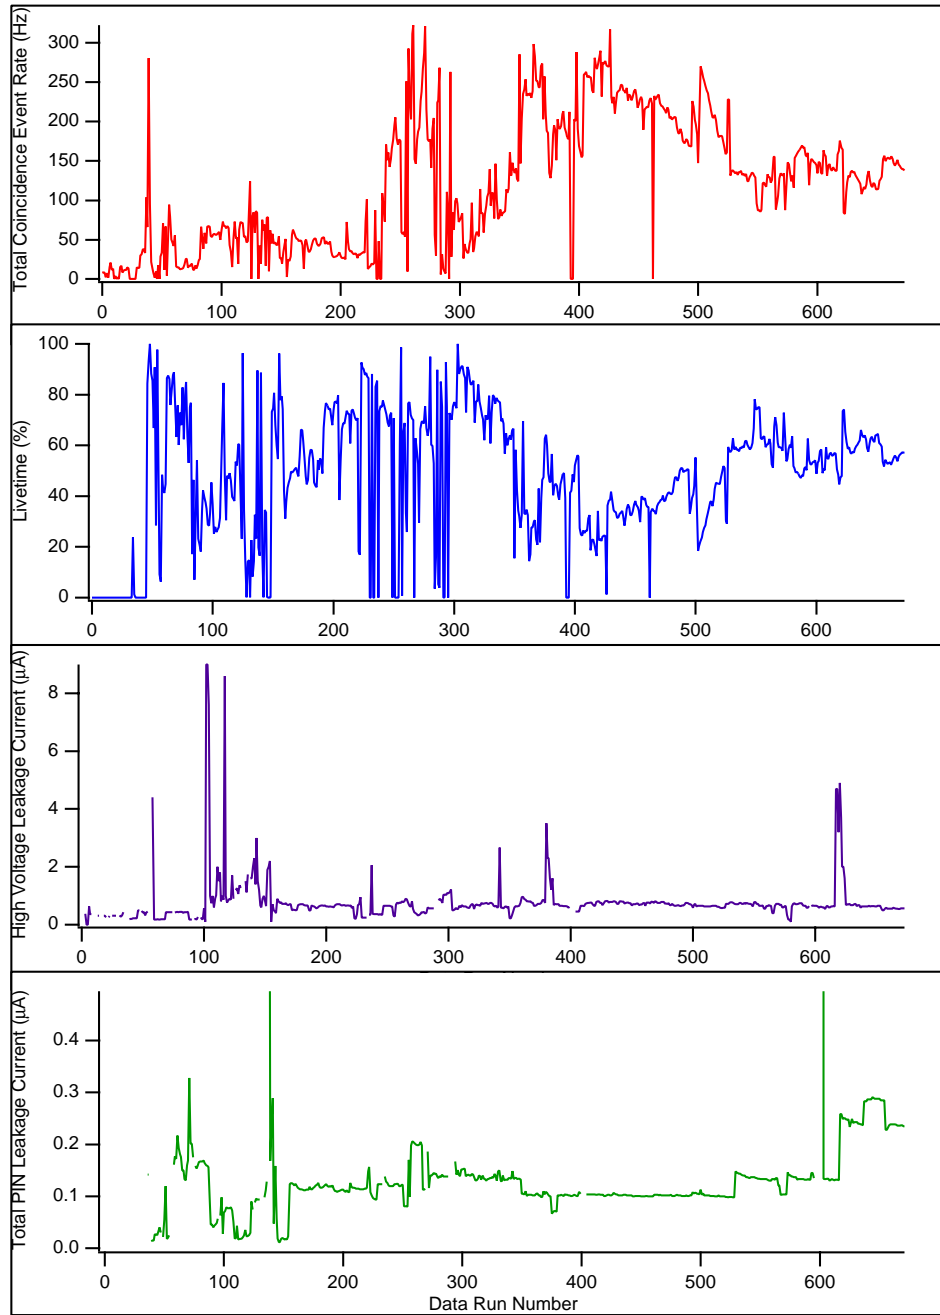 Total Coincidence Event Rate (Hz)
300
250
200
150
100
50
0
0 100 200 300 400 500 600
Livetime (%)
100
80
60
40
20
0
0 100 200 300 400 500 600
High Voltage Leakage Current (μA)
8
6
4
2
0
0 100 200 300 400 500 600
Total PIN Leakage Current (μA)
0.4
0.3
0.2
0.1
0.0
0 100 200 300 400 500 600
Data Run Number